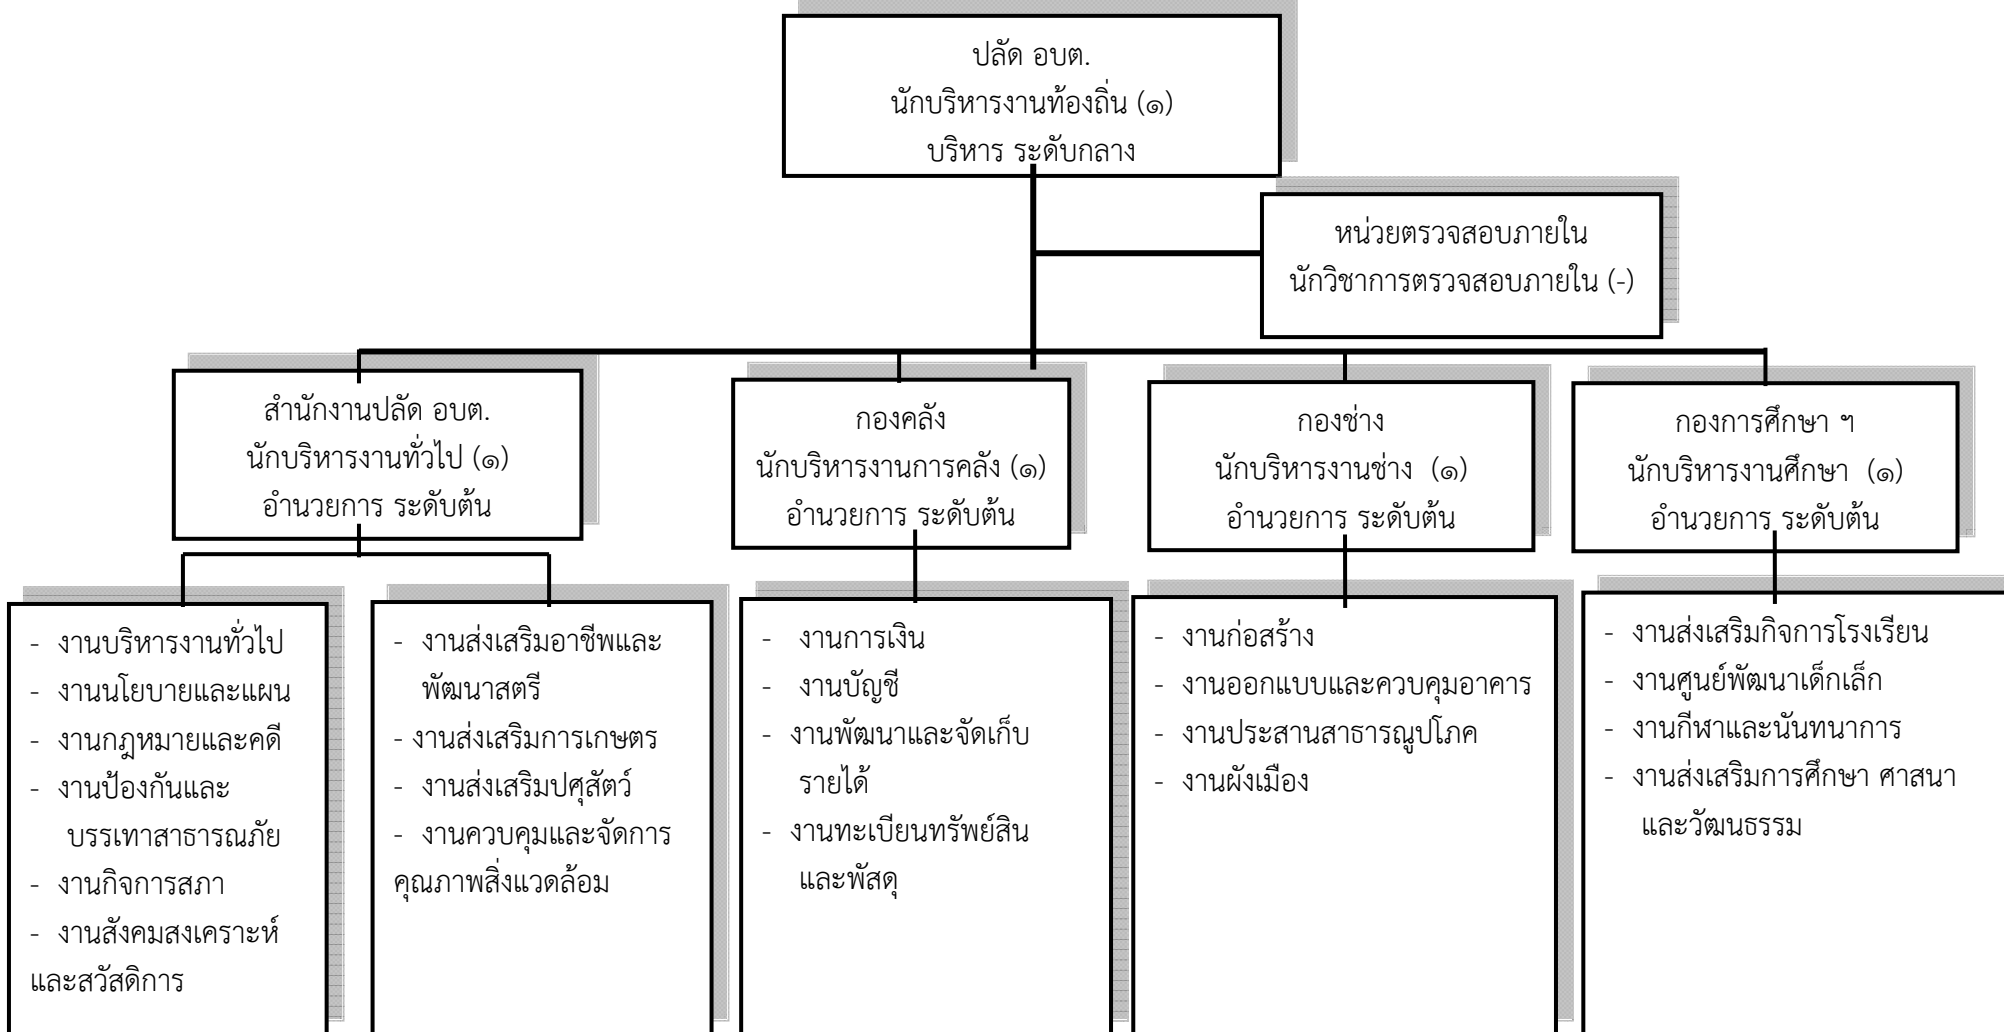 ปลัด อบต.
นักบริหารงานท้องถิ่น (๑)
บริหาร ระดับกลาง
หน่วยตรวจสอบภายใน
นักวิชาการตรวจสอบภายใน (-)
สำนักงานปลัด อบต.
นักบริหารงานทั่วไป (๑)
อำนวยการ ระดับต้น
กองคลัง
นักบริหารงานการคลัง (๑)
อำนวยการ ระดับต้น
กองช่าง
นักบริหารงานช่าง (๑)
อำนวยการ ระดับต้น
กองการศึกษา ฯ
นักบริหารงานศึกษา (๑)
อำนวยการ ระดับต้น
- งานบริหารงานทั่วไป
- งานนโยบายและแผน
- งานกฎหมายและคดี
- งานป้องกันและ
บรรเทาสาธารณภัย
- งานกิจการสภา
- งานสังคมสงเคราะห์
และสวัสดิการ
- งานส่งเสริมอาชีพและ
พัฒนาสตรี
- งานส่งเสริมการเกษตร
- งานส่งเสริมปศุสัตว์
- งานควบคุมและจัดการ
คุณภาพสิ่งแวดล้อม
- งานการเงิน
- งานบัญชี
- งานพัฒนาและจัดเก็บ
รายได้
- งานทะเบียนทรัพย์สิน
และพัสดุ
- งานก่อสร้าง
- งานออกแบบและควบคุมอาคาร
- งานประสานสาธารณูปโภค
- งานผังเมือง
- งานส่งเสริมกิจการโรงเรียน
- งานศูนย์พัฒนาเด็กเล็ก
- งานกีฬาและนันทนาการ
- งานส่งเสริมการศึกษา ศาสนา
และวัฒนธรรม